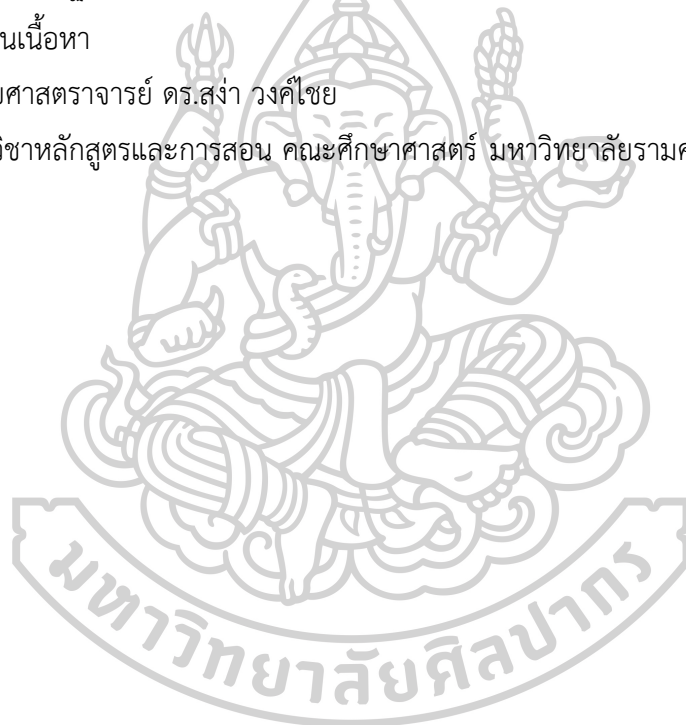 นเนื้อหา
ศาสตราจารย์ ดร.สง่า วงค์ไชย
วิชาหลักสูตรและการสอน คณะศึกษาศาสตร์ มหาวิทยาลัยราม
มหาวิทยาลัยศิลปากร